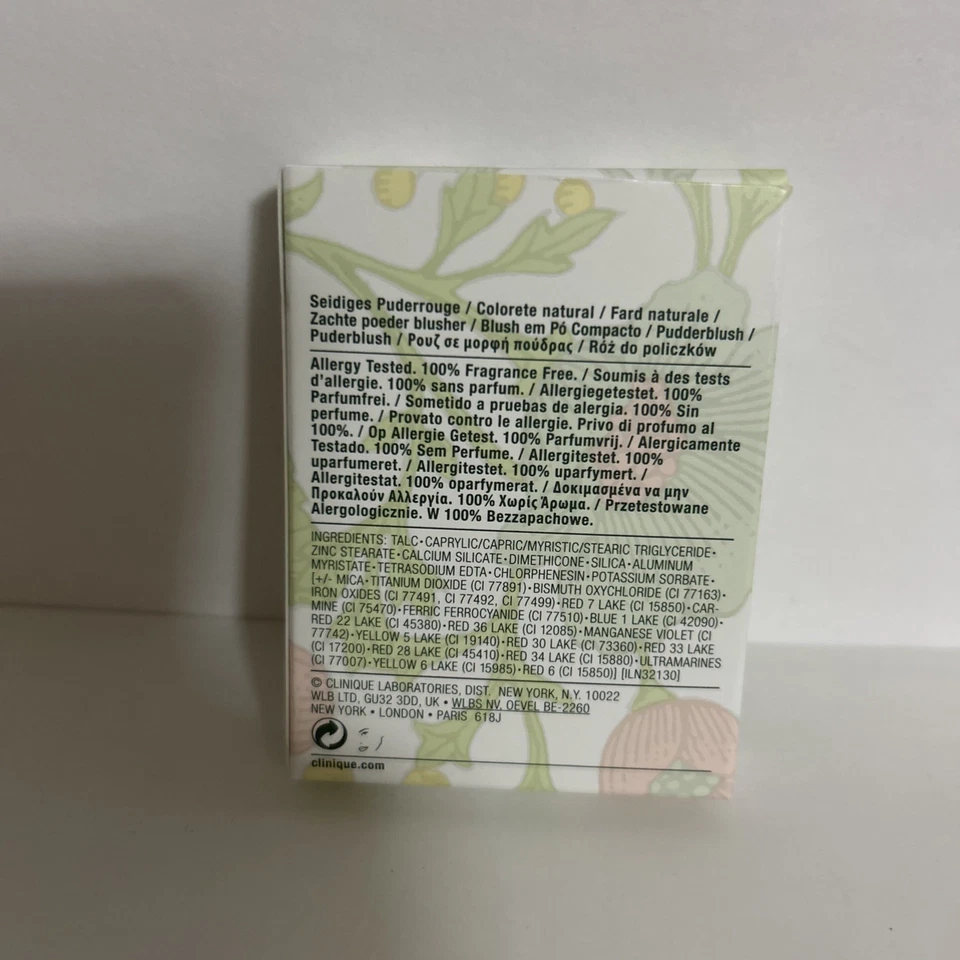 Seidiges Puderrouge / Colorete natural / Fard naturale /
Zachte poeder blusher / Blush em Pó Compacto / Pudderblush /
Puderblush / Ρουζ σε μορφή πούδρας / Róż do policzków
Allergy Tested. 100% Fragrance Free. / Soumis à des tests
d'allergie. 100% sans parfum. / Allergiegetestet. 100%
Parfumfrei. / Sometido a pruebas de alergia. 100% Sin
perfume. / Provato contro le allergie. Privo di profumo al
100%. / Op Allergie Getest. 100% Parfumvrij. / Alergicamente
Testado. 100% Sem Perfume. / Allergitestet. 100%
uparfumeret. / Allergitestet. 100% uparfymert. /
Allergitestat. 100% oparfymerat. / Δοκιμασμένα να μην
Προκαλούν Αλλεργία. 100% Χωρίς Άρωμα. / Przetestowane
Alergologicznie. W 100% Bezzapachowe.
INGREDIENTS: TALC•CAPRYLIC/CAPRIC/MYRISTIC/STEARIC TRIGLYCERIDE•
ZINC STEARATE•CALCIUM SILICATE•DIMETHICONE•SILICA•ALUMINUM
MYRISTATE•TETRASODIUM EDTA•CHLORPHENESIN•POTASSIUM SORBATE•
[+/- MICA•TITANIUM DIOXIDE (CI 77891)•BISMUTH OXYCHLORIDE (CI 77163)•
IRON OXIDES (CI 77491, CI 77492, CI 77499)•RED 7 LAKE (CI 15850)•CAR-
MINE (CI 75470)•FERRIC FERROCYANIDE (CI 77510)•BLUE 1 LAKE (CI 42090)•
RED 22 LAKE (CI 45380)•RED 36 LAKE (CI 12085)•MANGANESE VIOLET (CI
77742)•YELLOW 5 LAKE (CI 19140)•RED 30 LAKE (CI 73360)•RED 33 LAKE
(CI 17200)•RED 28 LAKE (CI 45410)•RED 34 LAKE (CI 15880)•ULTRAMARINES
(CI 77007)•YELLOW 6 LAKE (CI 15985)•RED 6 (CI 15850)] [ILN32130]
© CLINIQUE LABORATORIES, DIST. NEW YORK, N.Y. 10022
WLB LTD, GU32 3DD, UK • WLBS NV, OEVEL BE-2260
NEW YORK • LONDON • PARIS 618J
clinique.com